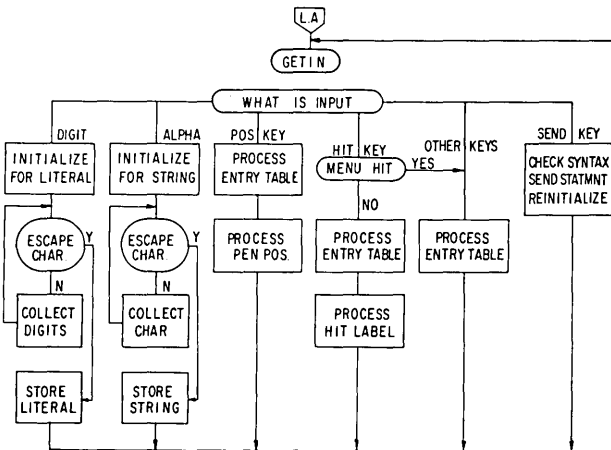 L.A
GETIN
WHAT IS INPUT
DIGIT
ALPHA
POS KEY
HIT KEY
OTHER KEYS
SEND KEY
INITIALIZE
FOR LITERAL
INITIALIZE
FOR STRING
PROCESS
ENTRY TABLE
MENU HIT
YES
CHECK SYNTAX
SEND STATMNT
REINITIALIZE
NO
ESCAPE
CHAR.
Y
ESCAPE
CHAR.
Y
PROCESS
PEN POS.
PROCESS
ENTRY TABLE
PROCESS
ENTRY TABLE
N
N
COLLECT
DIGITS
COLLECT
CHAR
PROCESS
HIT LABEL
STORE
LITERAL
STORE
STRING